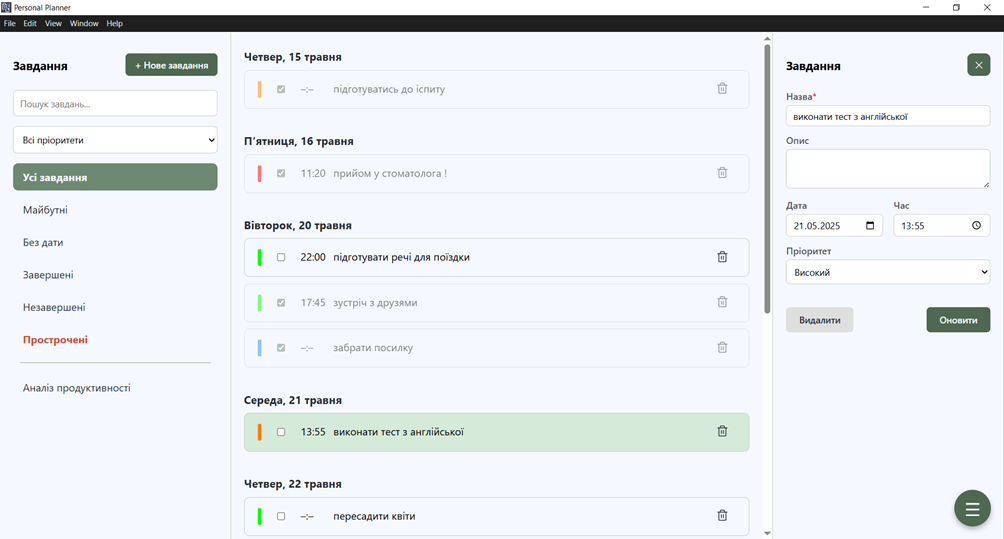 Personal Planner
File Edit View Window Help
Завдання
+ Нове завдання
Пошук завдань...
Всі пріоритети
Усі завдання
Майбутні
Без дати
Завершені
Незавершені
Прострочені
Аналіз продуктивності
Четвер, 15 травня
--:-- підготуватись до іспиту
П'ятниця, 16 травня
11:20 прийом у стоматолога !
Вівторок, 20 травня
22:00 підготувати речі для поїздки
17:45 зустріч з друзями
--:-- забрати посилку
Середа, 21 травня
13:55 виконати тест з англійської
Четвер, 22 травня
--:-- пересадити квіти
Завдання
Назва*
виконати тест з англійської
Опис
Дата Час
21.05.2025 13:55
Пріоритет
Високий
Видалити Оновити